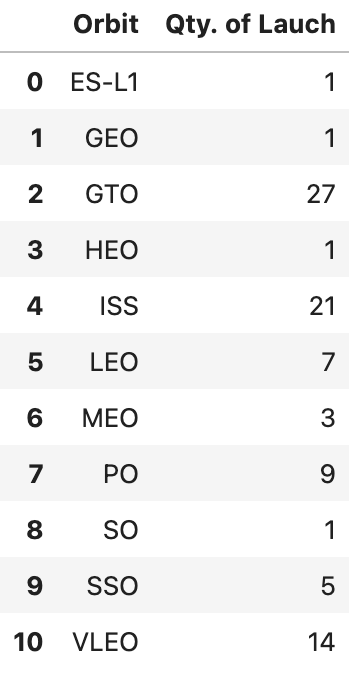 Orbit Qty. of Lauch
0 ES-L1 1
1 GEO 1
2 GTO 27
3 HEO 1
4 ISS 21
5 LEO 7
6 MEO 3
7 PO 9
8 SO 1
9 SSO 5
10 VLEO 14